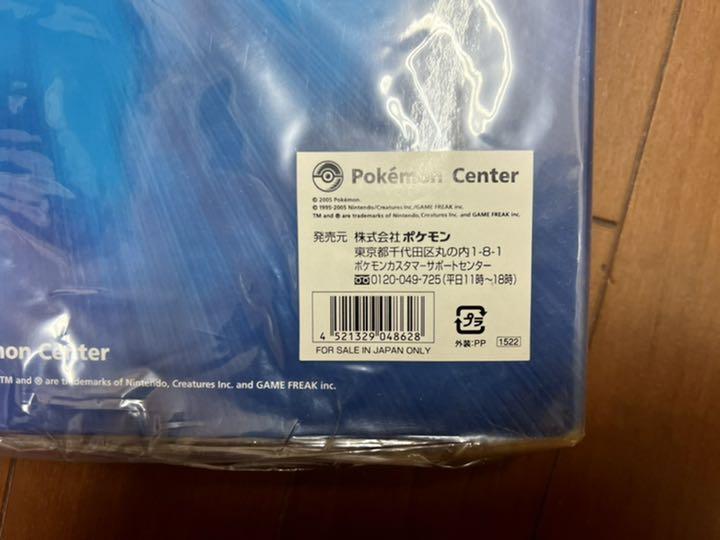 Pokémon Center
© 2005 Pokémon.
© 1995-2005 Nintendo/Creatures Inc./GAME FREAK inc.
TM and ® are trademarks of Nintendo, Creatures Inc. and GAME FREAK inc.
発売元 株式会社ポケモン
東京都千代田区丸の内1-8-1
ポケモンカスタマーサポートセンター
0120-049-725(平日11時~18時)
4 521329 048628
FOR SALE IN JAPAN ONLY
プラ
外装:PP
1522
mon Center
TM and ® are trademarks of Nintendo, Creatures Inc. and GAME FREAK inc.